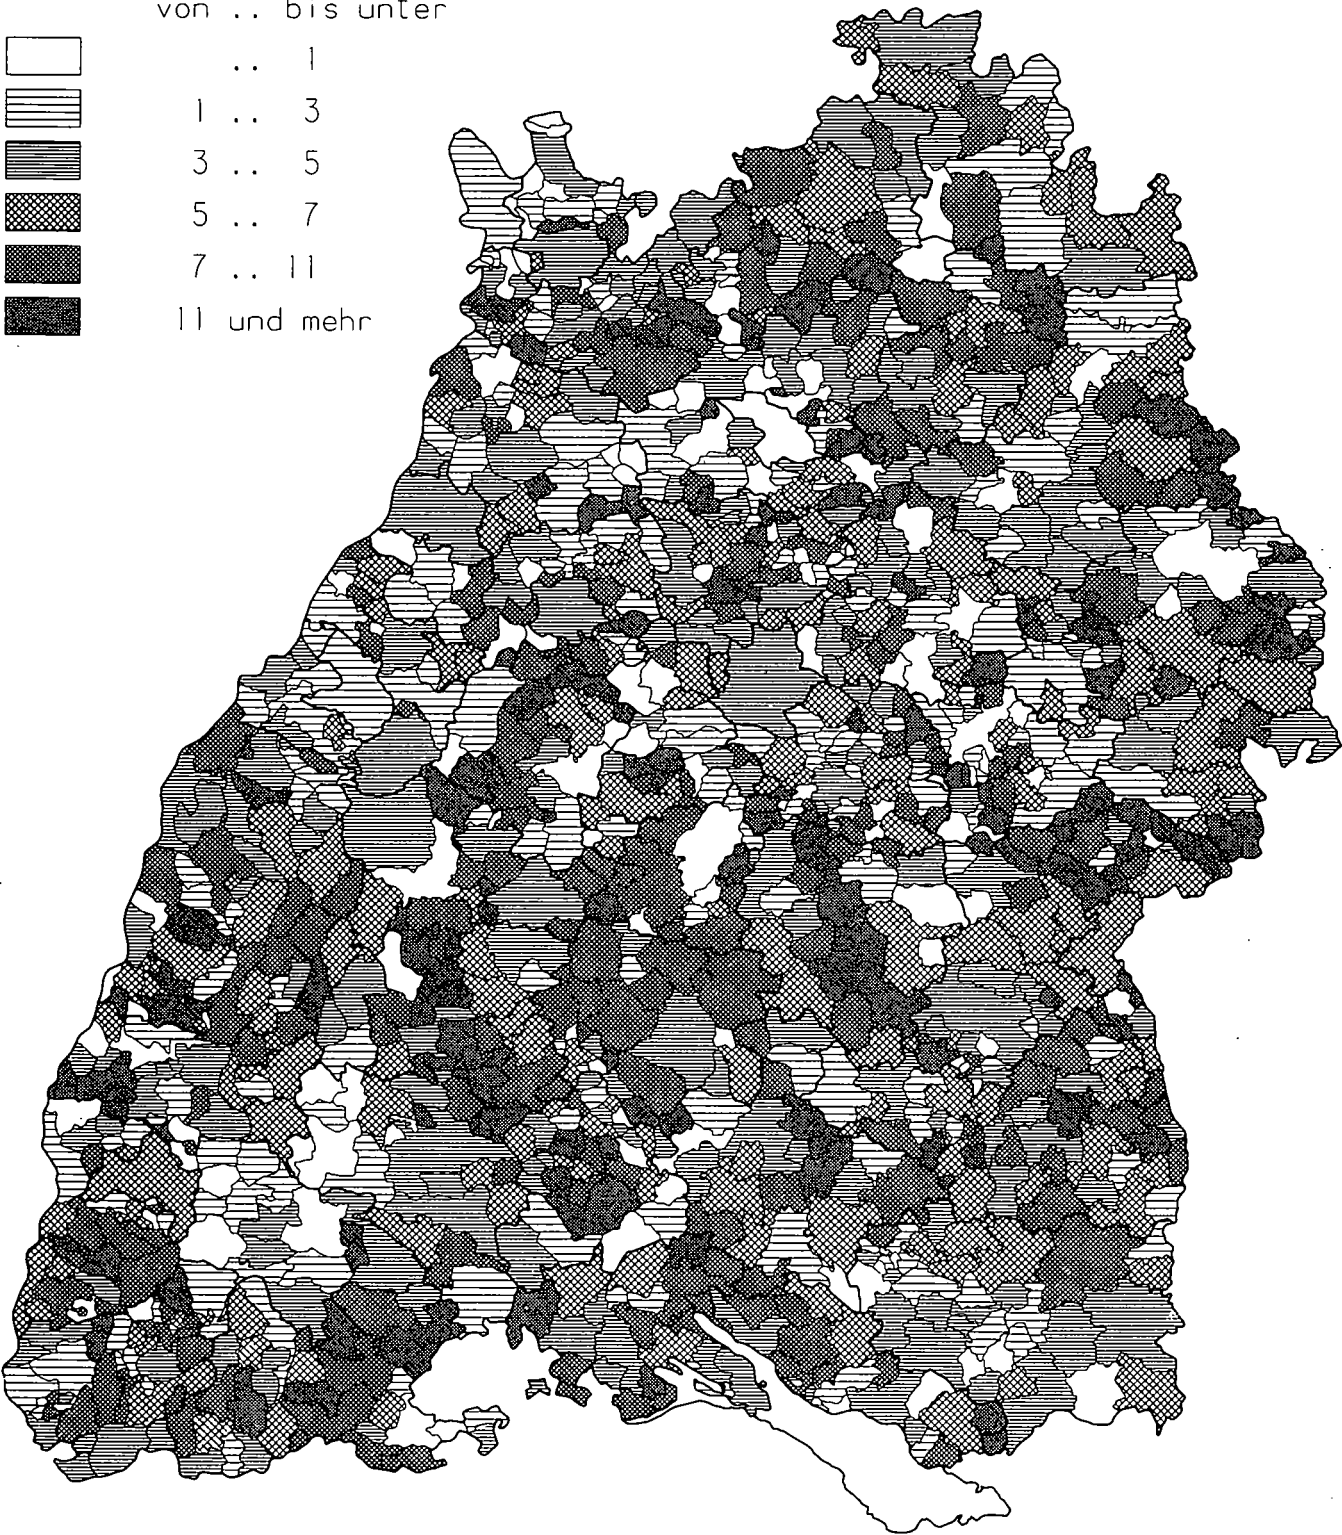 von .. bis unter
.. 1
1 .. 3
3 .. 5
5 .. 7
7 .. 11
11 und mehr